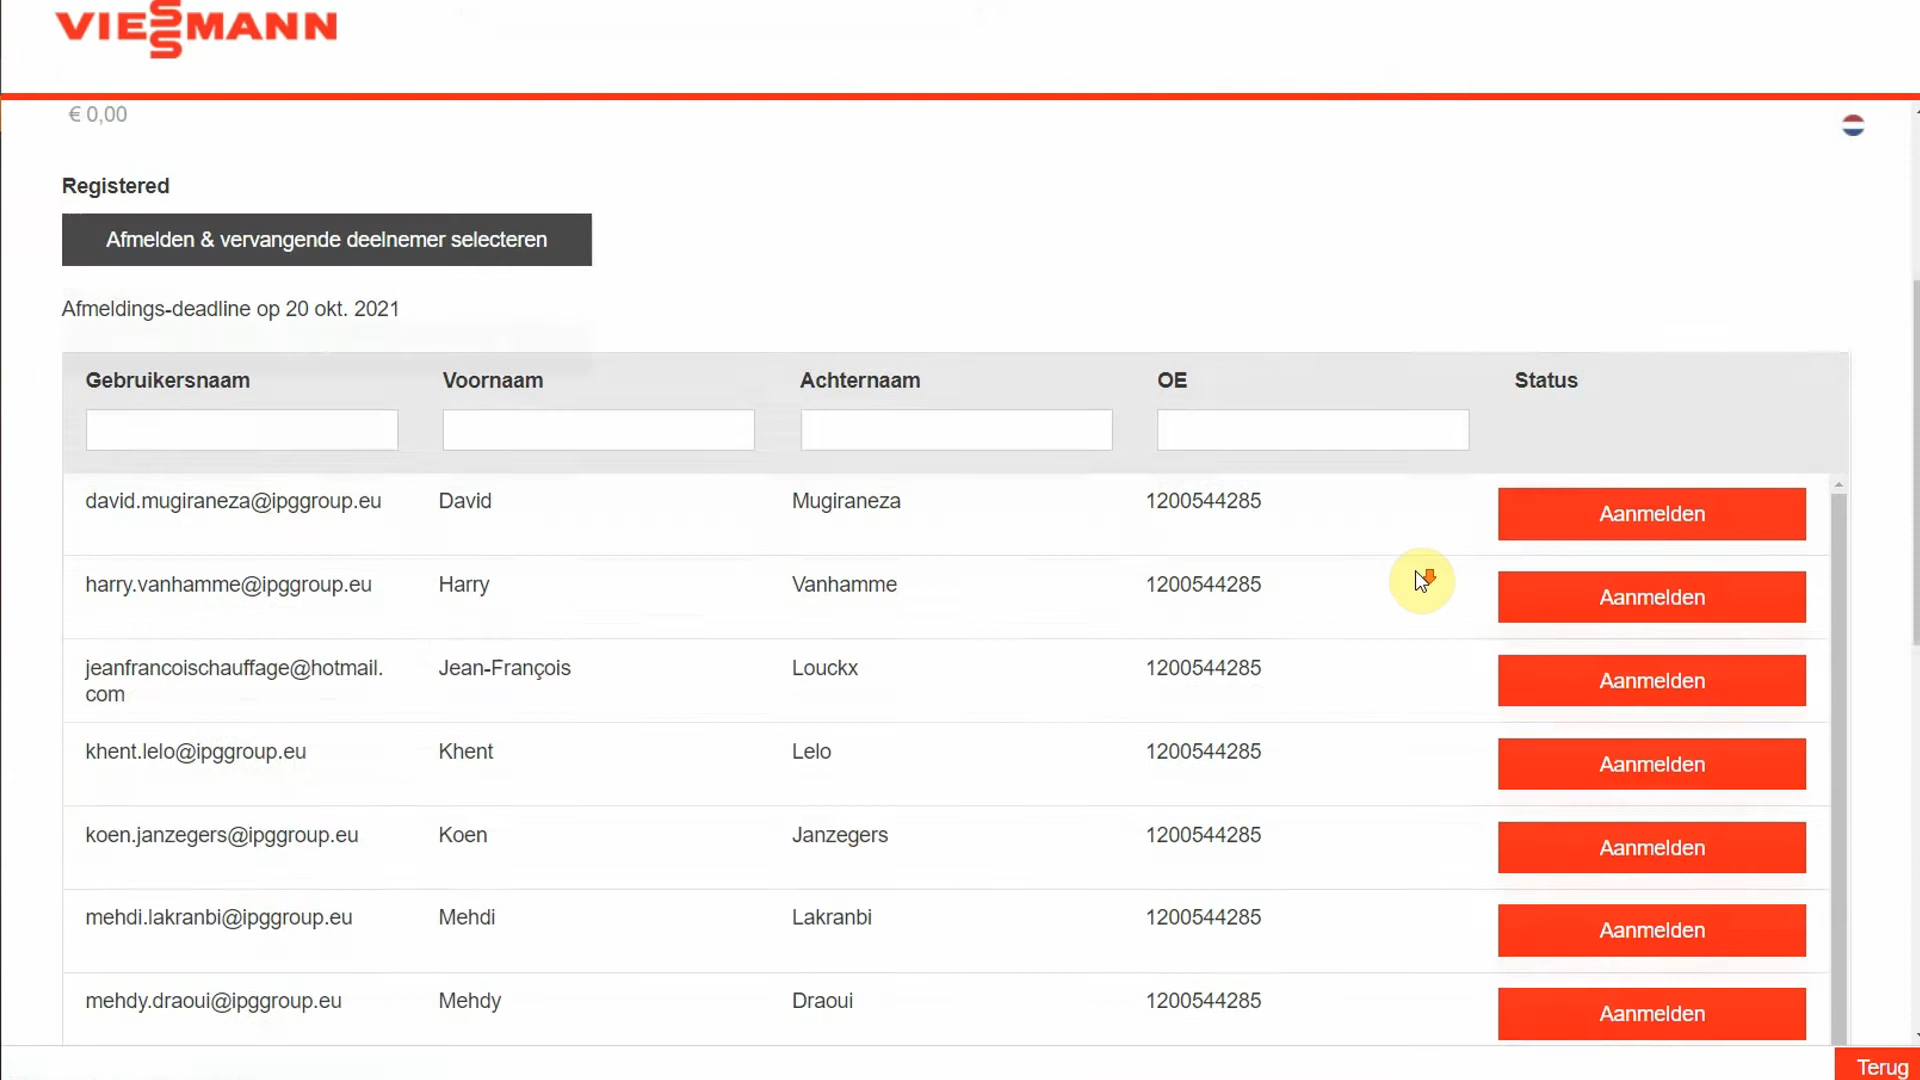 VIESSMANN
€ 0,00
Registered
Afmelden & vervangende deelnemer selecteren
Afmeldings-deadline op 20 okt. 2021
Gebruikersnaam Voornaam Achternaam OE Status
david.mugiraneza@ipggroup.eu David Mugiraneza 1200544285 Aanmelden
harry.vanhamme@ipggroup.eu Harry Vanhamme 1200544285 Aanmelden
jeanfrancoischauffage@hotmail. Jean-François Louckx 1200544285 Aanmelden
com
khent.lelo@ipggroup.eu Khent Lelo 1200544285 Aanmelden
koen.janzegers@ipggroup.eu Koen Janzegers 1200544285 Aanmelden
mehdi.lakranbi@ipggroup.eu Mehdi Lakranbi 1200544285 Aanmelden
mehdy.draoui@ipggroup.eu Mehdy Draoui 1200544285 Aanmelden
Terug